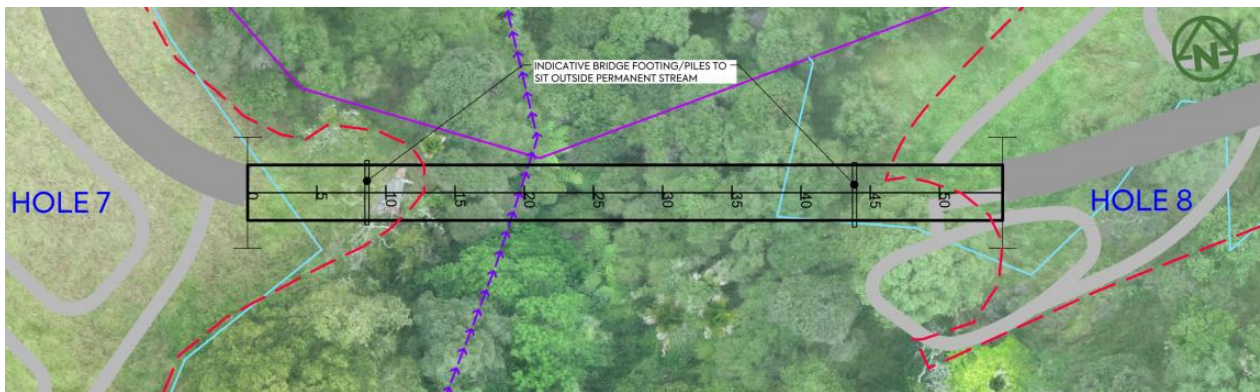 INDICATIVE BRIDGE FOOTING/PILES TO
SIT OUTSIDE PERMANENT STREAM
N
0
5
10
15
20
25
30
35
40
45
50
HOLE 7
HOLE 8